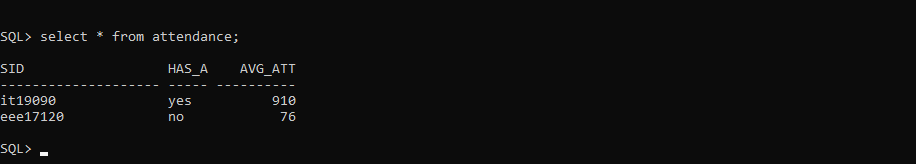 SQL> select * from attendance;
SID                  HAS_A    AVG_ATT
-------------------- ----- ----------
it19090              yes          910
eee17120             no            76
SQL>